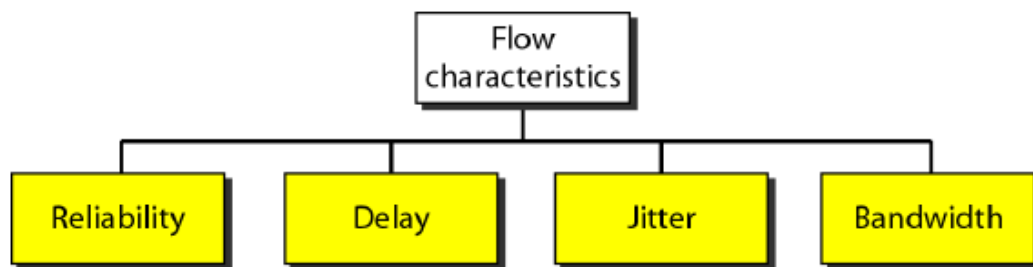 Flow
characteristics
Reliability
Delay
Jitter
Bandwidth